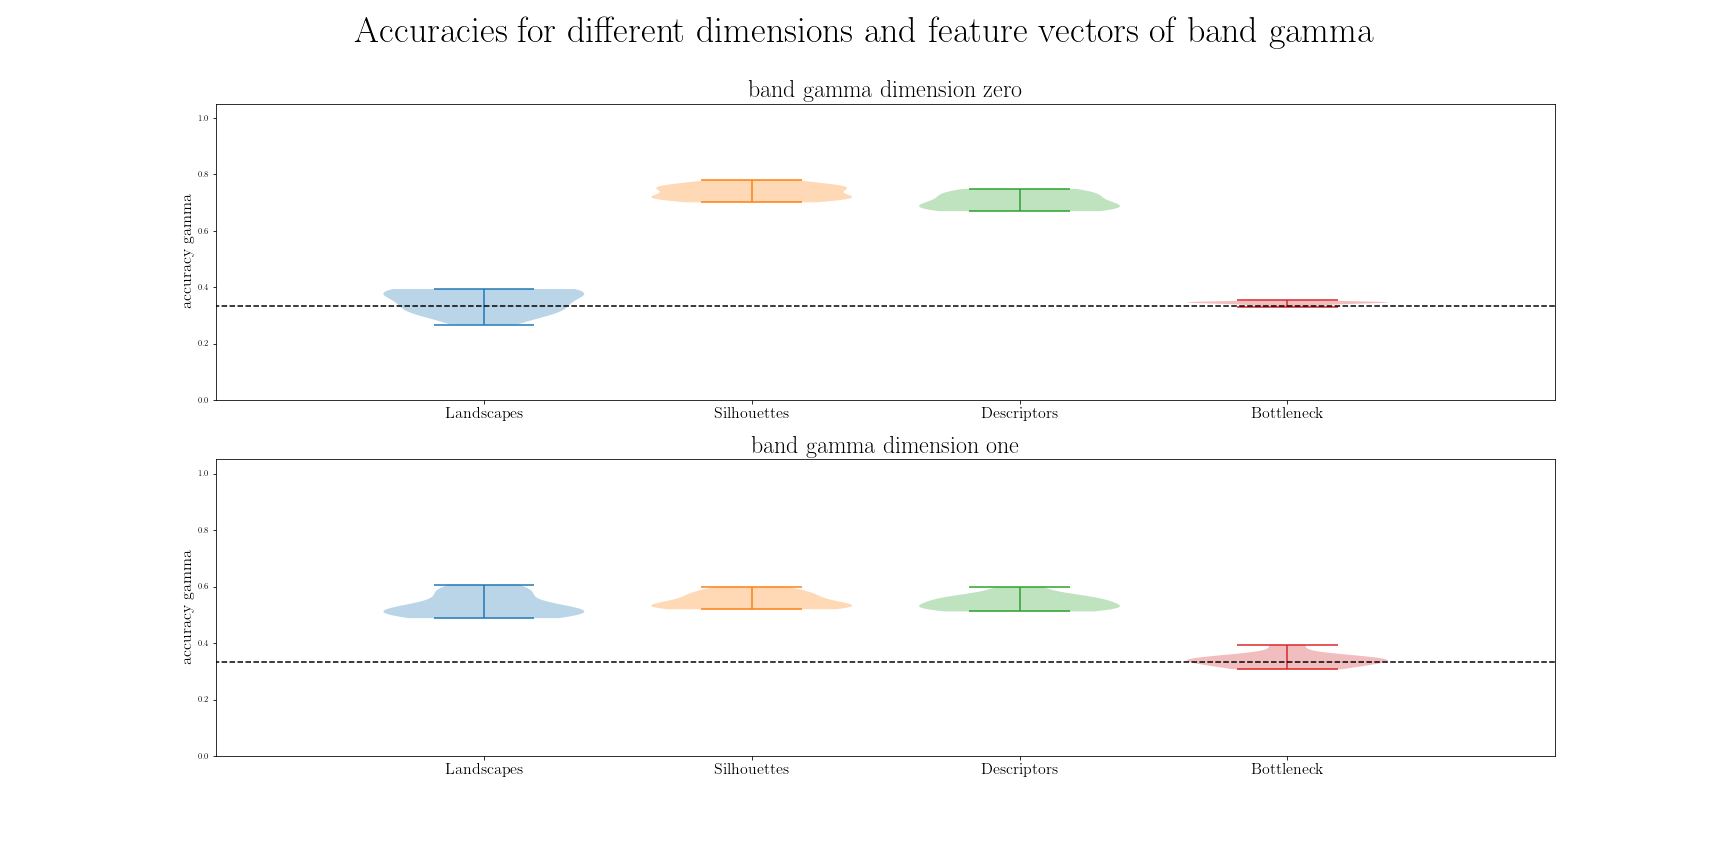 Accuracies for different dimensions and feature vectors of band gamma
band gamma dimension zero
accuracy gamma
1.0
0.8
0.6
0.4
0.2
0.0
Landscapes Silhouettes Descriptors Bottleneck
band gamma dimension one
accuracy gamma
1.0
0.8
0.6
0.4
0.2
0.0
Landscapes Silhouettes Descriptors Bottleneck